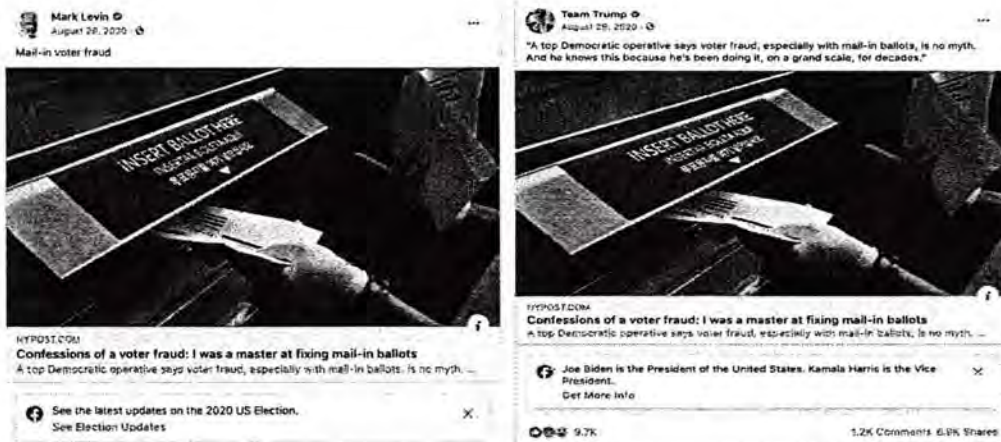 Mark Levin
August 29, 2020
Mail-in voter fraud
INSERT BALLOT HERE
NYPOST.COM
Confessions of a voter fraud: I was a master at fixing mail-in ballots
A top Democratic operative says voter fraud, especially with mail-in ballots, is no myth. ...
See the latest updates on the 2020 US Election.
See Election Updates
Team Trump
August 29, 2020
"A top Democratic operative says voter fraud, especially with mail-in ballots, is no myth.
And he knows this because he's been doing it, on a grand scale, for decades."
INSERT BALLOT HERE
NYPOST.COM
Confessions of a voter fraud: I was a master at fixing mail-in ballots
A top Democratic operative says voter fraud, especially with mail-in ballots, is no myth. ...
Joe Biden is the President of the United States. Kamala Harris is the Vice
President.
Get More Info
9.7K
1.2K Comments 6.9K Shares